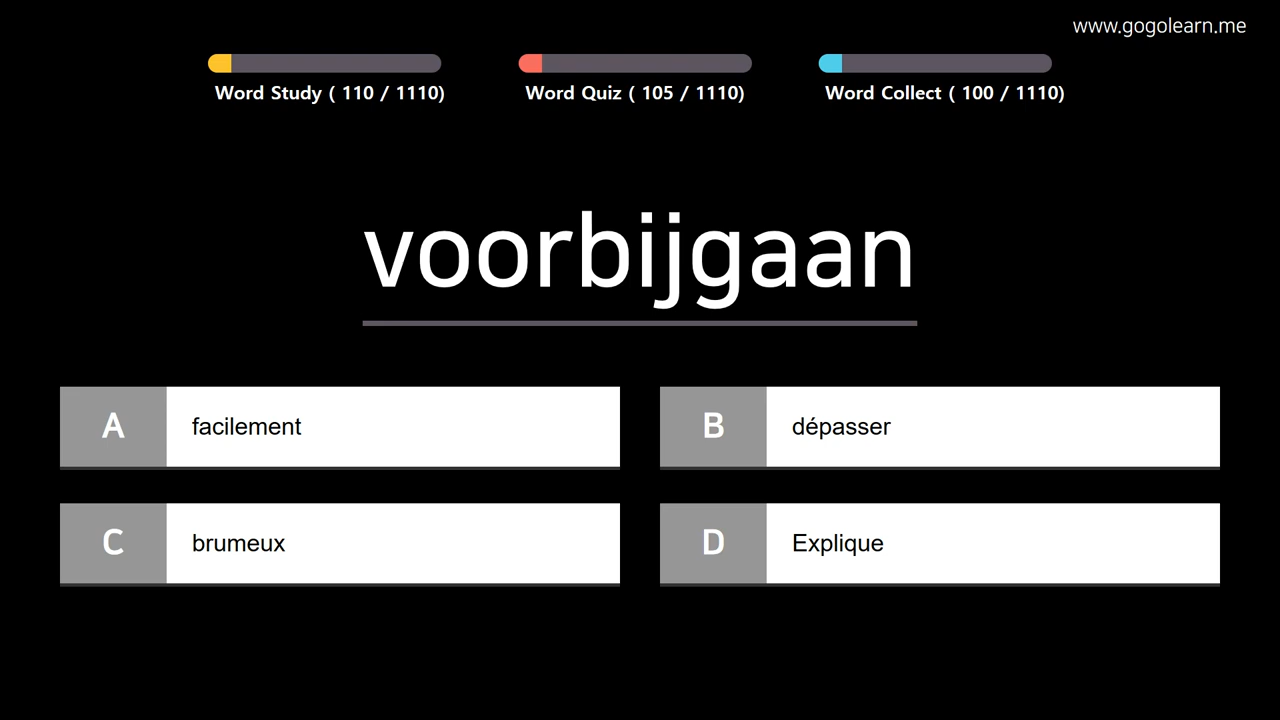 www.gogolearn.me
Word Study ( 110 / 1110)
Word Quiz ( 105 / 1110)
Word Collect ( 100 / 1110)
voorbijgaan
A
facilement
B
dépasser
C
brumeux
D
Explique